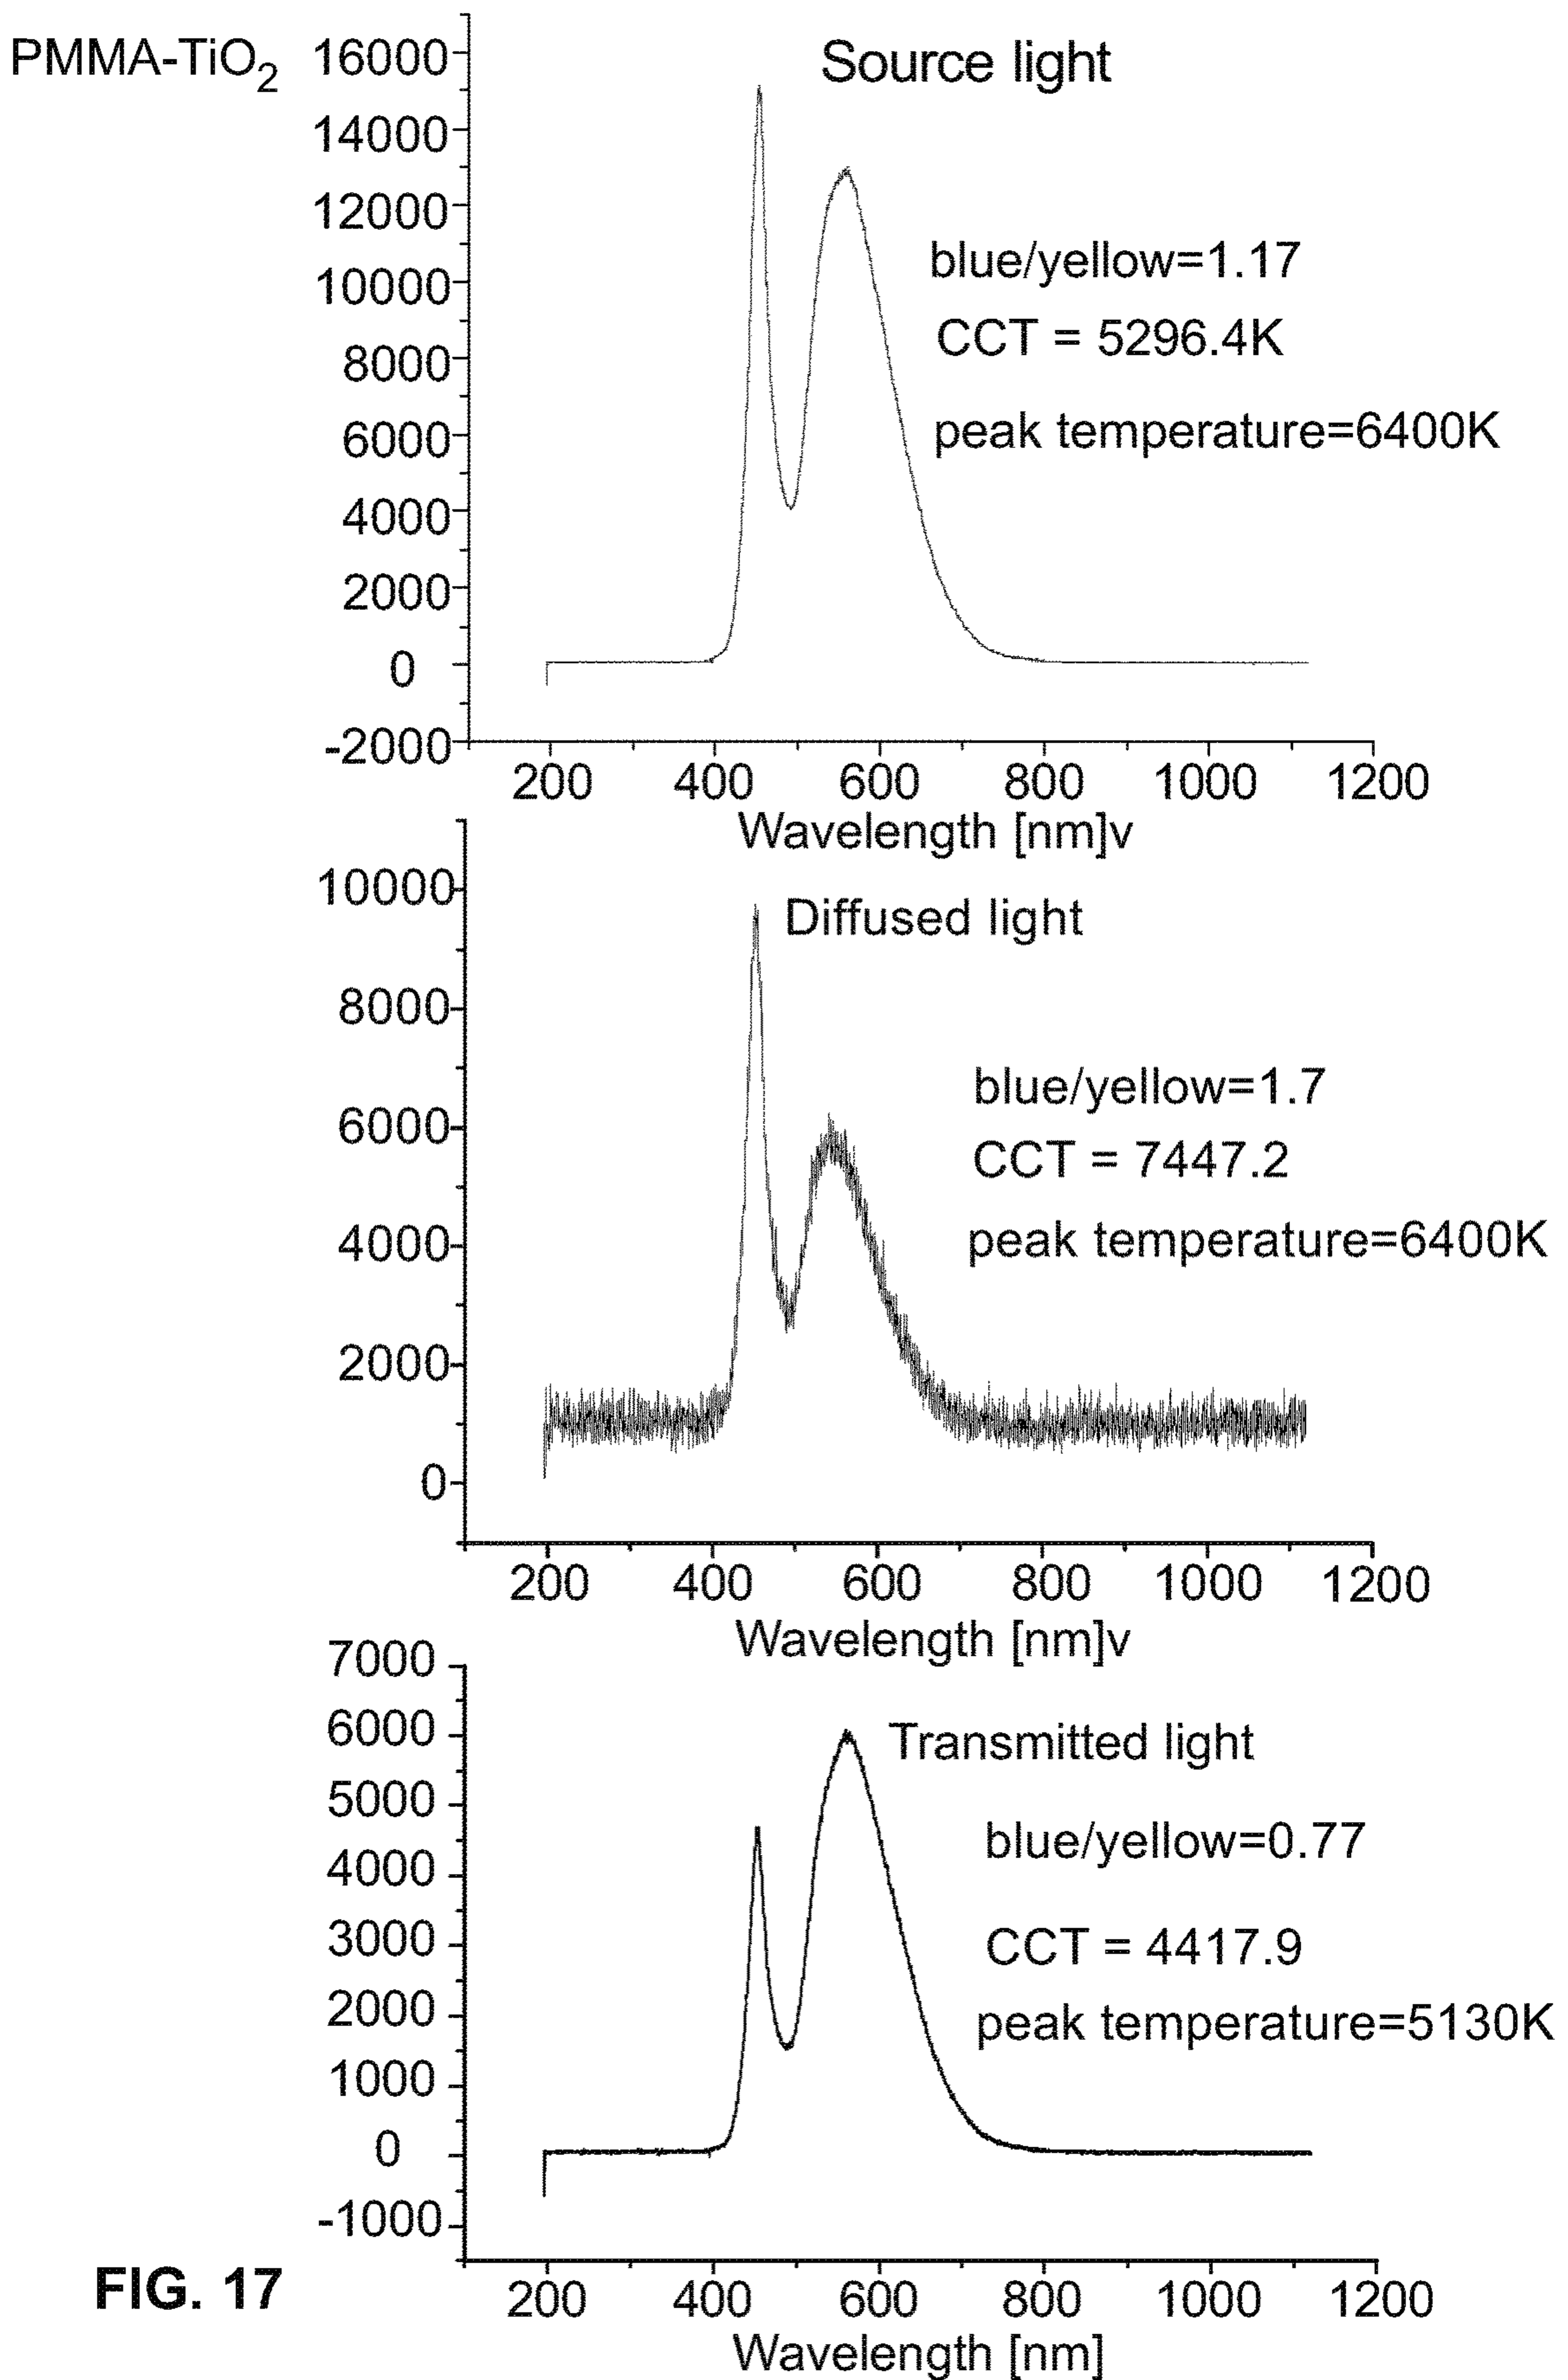 PMMA-TiO2
Source light
16000
14000
12000
10000
8000
6000
4000
2000
0
-2000
blue/yellow=1.17
CCT = 5296.4K
peak temperature=6400K
200 400 600 800 1000 1200
Wavelength [nm]v
10000
8000
6000
4000
2000
0
Diffused light
blue/yellow=1.7
CCT = 7447.2
peak temperature=6400K
200 400 600 800 1000 1200
Wavelength [nm]v
7000
6000
5000
4000
3000
2000
1000
0
-1000
Transmitted light
blue/yellow=0.77
CCT = 4417.9
peak temperature=5130K
200 400 600 800 1000 1200
Wavelength [nm]
FIG. 17